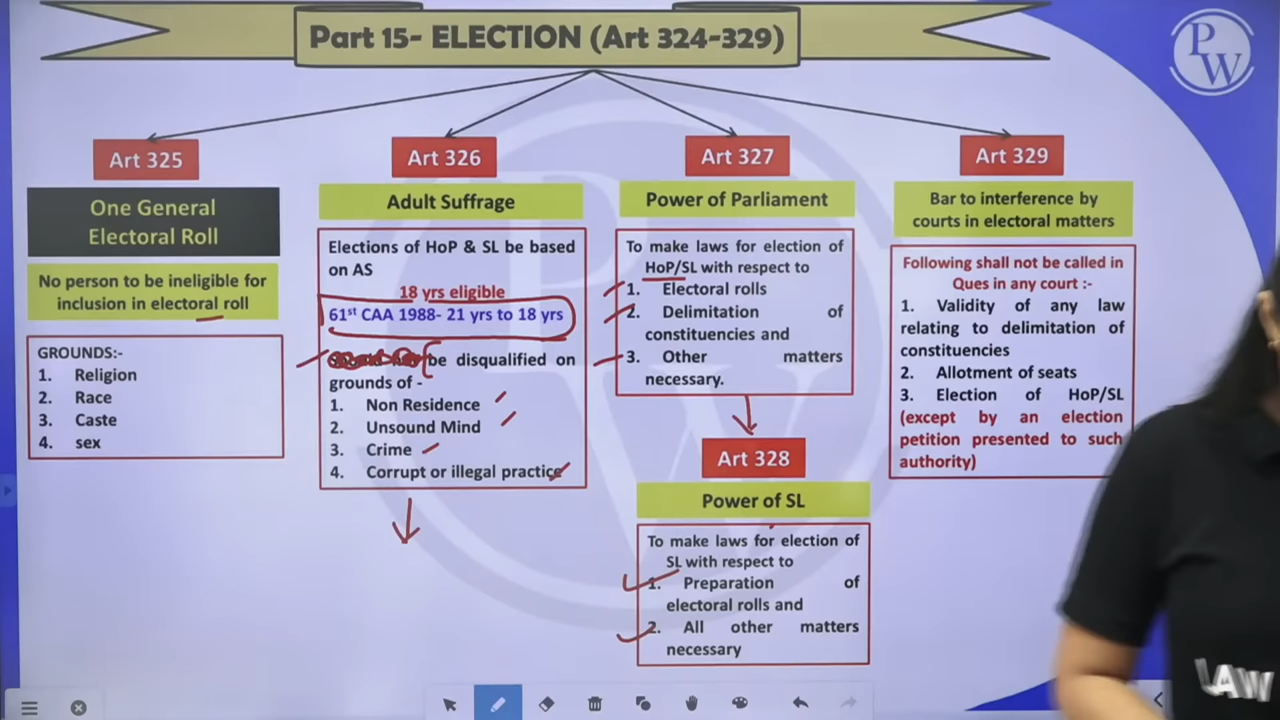 Part 15- ELECTION (Art 324-329)
PW
Art 325
One General
Electoral Roll
No person to be ineligible for
inclusion in electoral roll
GROUNDS:-
1. Religion
2. Race
3. Caste
4. sex
Art 326
Adult Suffrage
Elections of HoP & SL be based
on AS
18 yrs eligible
61st CAA 1988- 21 yrs to 18 yrs
be disqualified on
grounds of -
1. Non Residence
2. Unsound Mind
3. Crime
4. Corrupt or illegal practice
Art 327
Power of Parliament
To make laws for election of
HoP/SL with respect to
1. Electoral rolls
2. Delimitation of
constituencies and
3. Other matters
necessary.
Art 328
Power of SL
To make laws for election of
SL with respect to
1. Preparation of
electoral rolls and
2. All other matters
necessary
Art 329
Bar to interference by
courts in electoral matters
Following shall not be called in
Ques in any court :-
1. Validity of any law
relating to delimitation of
constituencies
2. Allotment of seats
3. Election of HoP/SL
(except by an election
petition presented to such
authority)
LAW